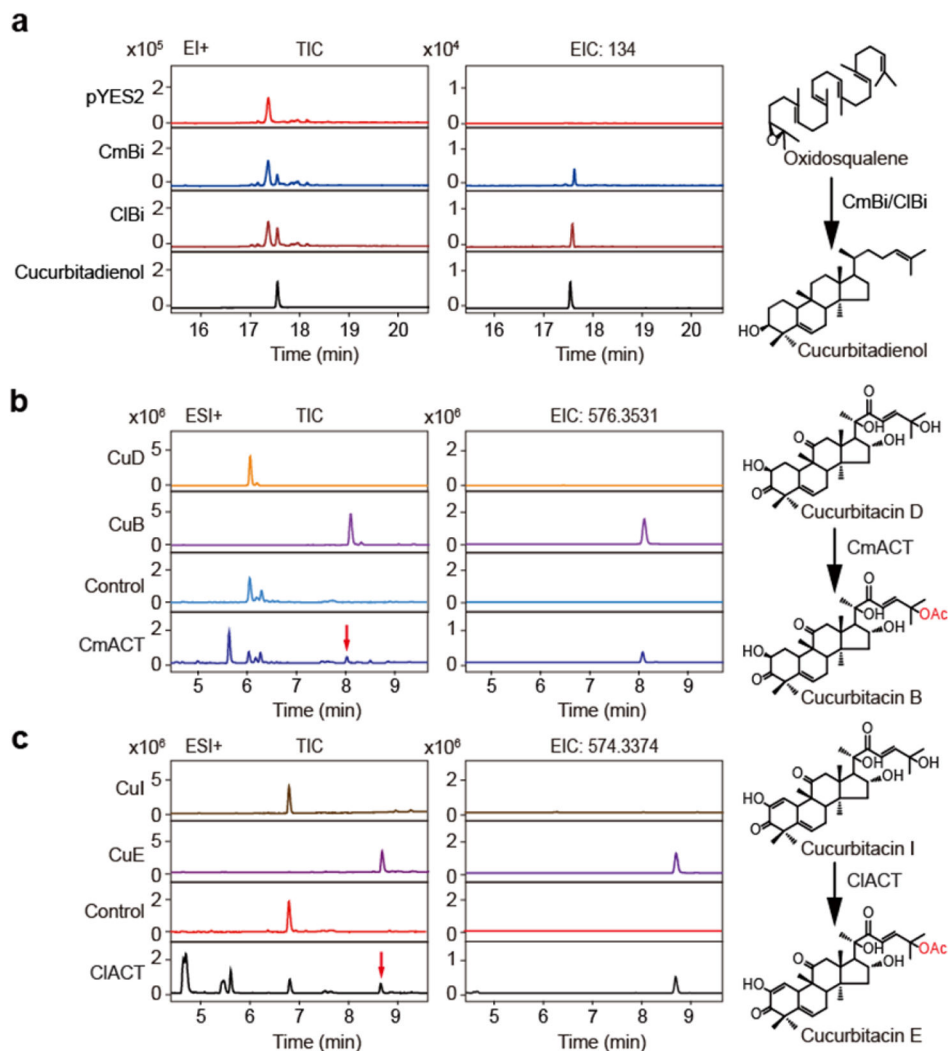 a
x10⁵ EI+ TIC x10⁴ EIC: 134
pYES2 2 0 1 0
CmBi 2 0 1 0
ClBi 2 0 1 0
Cucurbitadienol 2 0 1 0
16 17 18 19 20 16 17 18 19 20
Time (min) Time (min)
O
Oxidosqualene
CmBi/ClBi
HO
Cucurbitadienol
b
x10⁶ ESI+ TIC x10⁶ EIC: 576.3531
CuD 5 0 2 0
CuB 5 0 2 0
Control 2 0 1 0
CmACT 2 0 1 0
5 6 7 8 9 5 6 7 8 9
Time (min) Time (min)
O
OH OH
O OH
HO
O
Cucurbitacin D
CmACT
O
OH OAc
O OH
HO
O
Cucurbitacin B
c
x10⁶ ESI+ TIC x10⁶ EIC: 574.3374
CuI 5 0 2 0
CuE 5 0 2 0
Control 2 0 1 0
ClACT 2 0 1 0
5 6 7 8 9 5 6 7 8 9
Time (min) Time (min)
O
OH OH
O OH
HO
O
Cucurbitacin I
ClACT
O
OH OAc
O OH
HO
O
Cucurbitacin E